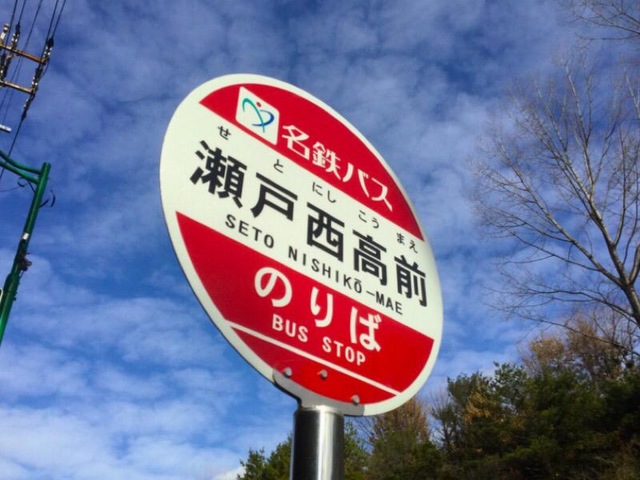 名鉄バス
せ と にし こう まえ
瀬戸西高前
SETO NISHIKŌ-MAE
のりば
BUS STOP